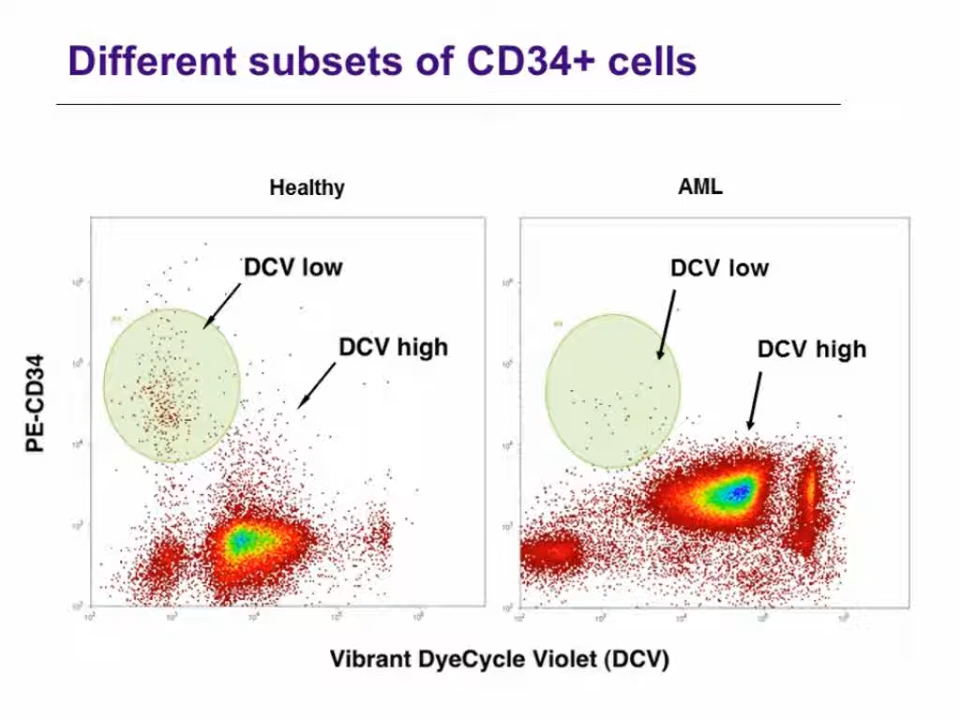 Different subsets of CD34+ cells
Healthy
AML
DCV low
DCV high
DCV low
DCV high
PE-CD34
Vibrant DyeCycle Violet (DCV)